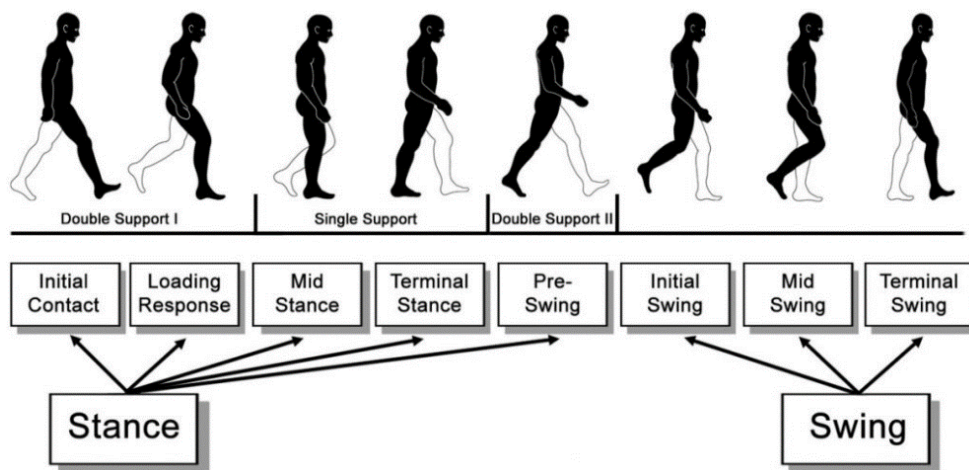 Double Support I
Single Support
Double Support II
Initial
Contact
Loading
Response
Mid
Stance
Terminal
Stance
Pre-
Swing
Initial
Swing
Mid
Swing
Terminal
Swing
Stance
Swing